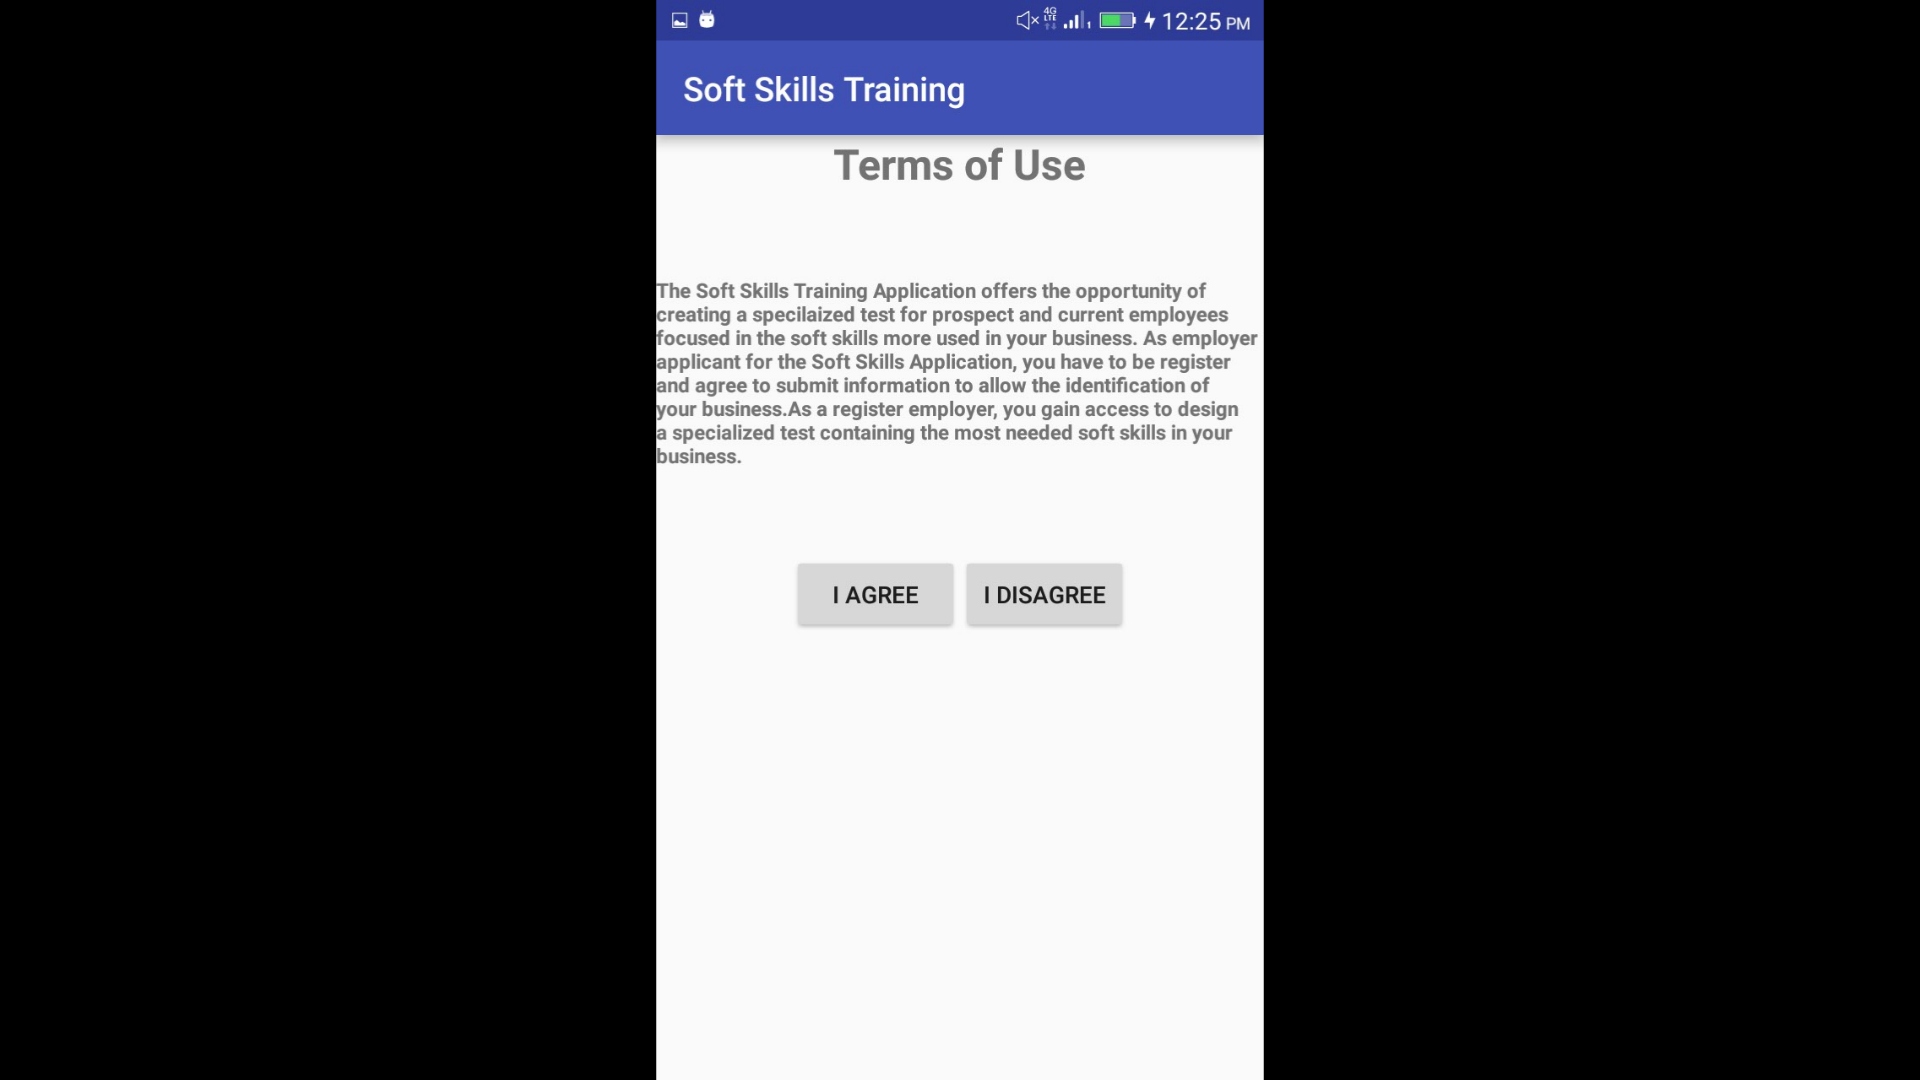 4G
LTE
1
12:25 PM
Soft Skills Training
Terms of Use
The Soft Skills Training Application offers the opportunity of
creating a specilaized test for prospect and current employees
focused in the soft skills more used in your business. As employer
applicant for the Soft Skills Application, you have to be register
and agree to submit information to allow the identification of
your business.As a register employer, you gain access to design
a specialized test containing the most needed soft skills in your
business.
I AGREE
I DISAGREE